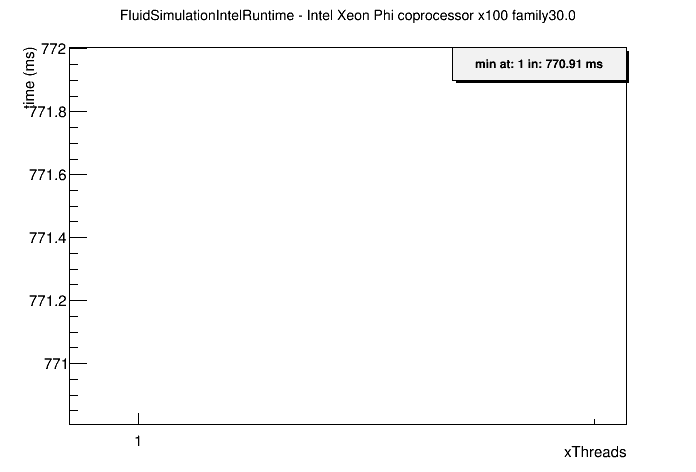 FluidSimulationIntelRuntime - Intel Xeon Phi coprocessor x100 family30.0
time (ms)
min at: 1 in: 770.91 ms
772
771.8
771.6
771.4
771.2
771
1
xThreads